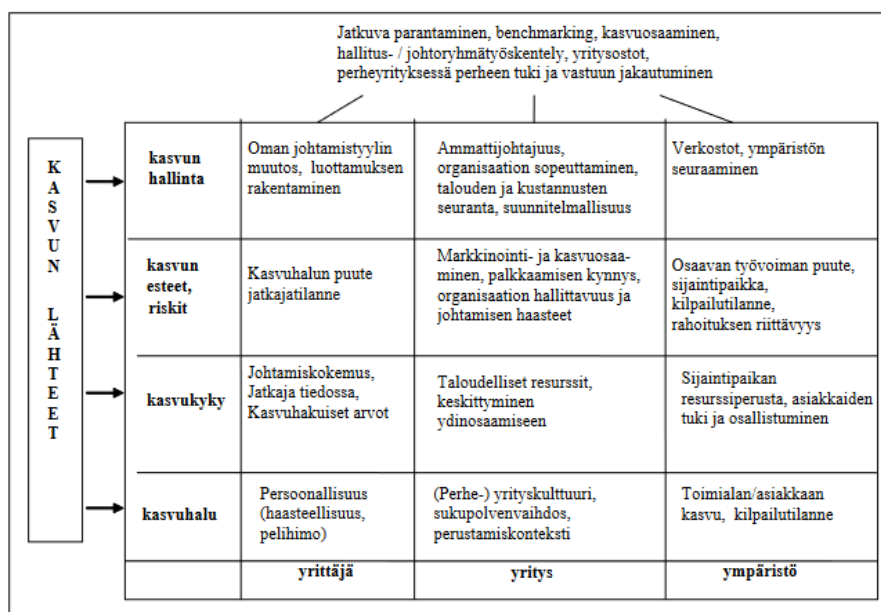 Jatkuva parantaminen, benchmarking, kasvuosaaminen,
hallitus- / johtoryhmätyöskentely, yritysostot,
perheyrityksessä perheen tuki ja vastuun jakautuminen
KASVUN LÄHTEET
kasvun
hallinta
Oman johtamistyylin
muutos, luottamuksen
rakentaminen
Ammattijohtajuus,
organisaation sopeuttaminen,
talouden ja kustannusten
seuranta, suunnitelmallisuus
Verkostot, ympäristön
seuraaminen
kasvun
esteet,
riskit
Kasvuhalun puute
jatkajatilanne
Markkinointi- ja kasvuosaa-
minen, palkkaamisen kynnys,
organisaation hallittavuus ja
johtamisen haasteet
Osaavan työvoiman puute,
sijaintipaikka,
kilpailutilanne,
rahoituksen riittävyys
kasvukyky
Johtamiskokemus,
Jatkaja tiedossa,
Kasvuhakuiset arvot
Taloudelliset resurssit,
keskittyminen
ydinosaamiseen
Sijaintipaikan
resurssiperusta, asiakkaiden
tuki ja osallistuminen
kasvuhalu
Persoonallisuus
(haasteellisuus,
pelihimo)
(Perhe-) yrityskulttuuri,
sukupolvenvaihdos,
perustamiskonteksti
Toimialan/asiakkaan
kasvu, kilpailutilanne
yrittäjä
yritys
ympäristö